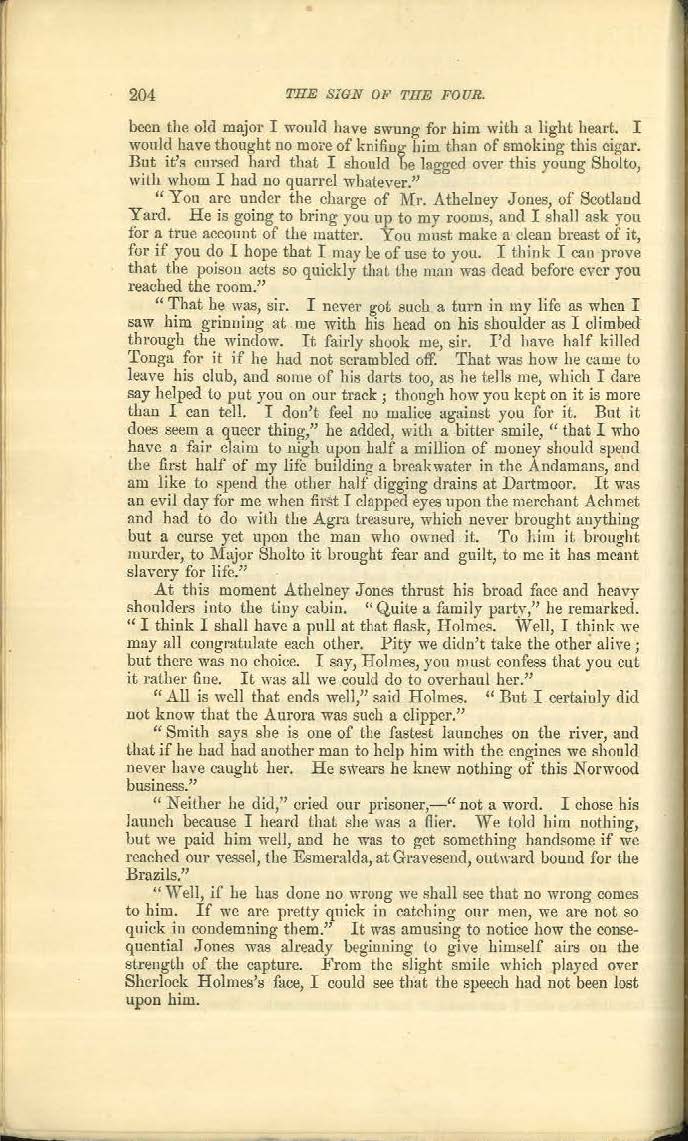 204 THE SIGN OF THE FOUR.
been the old major I would have swung for him with a light heart. I
would have thought no more of knifing him than of smoking this cigar.
But it's cursed hard that I should be lagged over this young Sholto,
with whom I had no quarrel whatever."
"You are under the charge of Mr. Athelney Jones, of Scotland
Yard. He is going to bring you up to my rooms, and I shall ask you
for a true account of the matter. You must make a clean breast of it,
for if you do I hope that I may be of use to you. I think I can prove
that the poison acts so quickly that the man was dead before ever you
reached the room."
"That he was, sir. I never got such a turn in my life as when I
saw him grinning at me with his head on his shoulder as I climbed
through the window. It fairly shook me, sir. I'd have half killed
Tonga for it if he had not scrambled off. That was how he came to
leave his club, and some of his darts too, as he tells me, which I dare
say helped to put you on our track; though how you kept on it is more
than I can tell. I don't feel no malice against you for it. But it
does seem a queer thing," he added, with a bitter smile, "that I who
have a fair claim to nigh upon half a million of money should spend
the first half of my life building a breakwater in the Andamans, and
am like to spend the other half digging drains at Dartmoor. It was
an evil day for me when first I clapped eyes upon the merchant Achmet
and had to do with the Agra treasure, which never brought anything
but a curse yet upon the man who owned it. To him it brought
murder, to Major Sholto it brought fear and guilt, to me it has meant
slavery for life."
At this moment Athelney Jones thrust his broad face and heavy
shoulders into the tiny cabin. "Quite a family party," he remarked.
"I think I shall have a pull at that flask, Holmes. Well, I think we
may all congratulate each other. Pity we didn't take the other alive;
but there was no choice. I say, Holmes, you must confess that you cut
it rather fine. It was all we could do to overhaul her."
"All is well that ends well," said Holmes. "But I certainly did
not know that the Aurora was such a clipper."
"Smith says she is one of the fastest launches on the river, and
that if he had had another man to help him with the engines we should
never have caught her. He swears he knew nothing of this Norwood
business."
"Neither he did," cried our prisoner,—"not a word. I chose his
launch because I heard that she was a flier. We told him nothing,
but we paid him well, and he was to get something handsome if we
reached our vessel, the Esmeralda, at Gravesend, outward bound for the
Brazils."
"Well, if he has done no wrong we shall see that no wrong comes
to him. If we are pretty quick in catching our men, we are not so
quick in condemning them." It was amusing to notice how the conse-
quential Jones was already beginning to give himself airs on the
strength of the capture. From the slight smile which played over
Sherlock Holmes's face, I could see that the speech had not been lost
upon him.